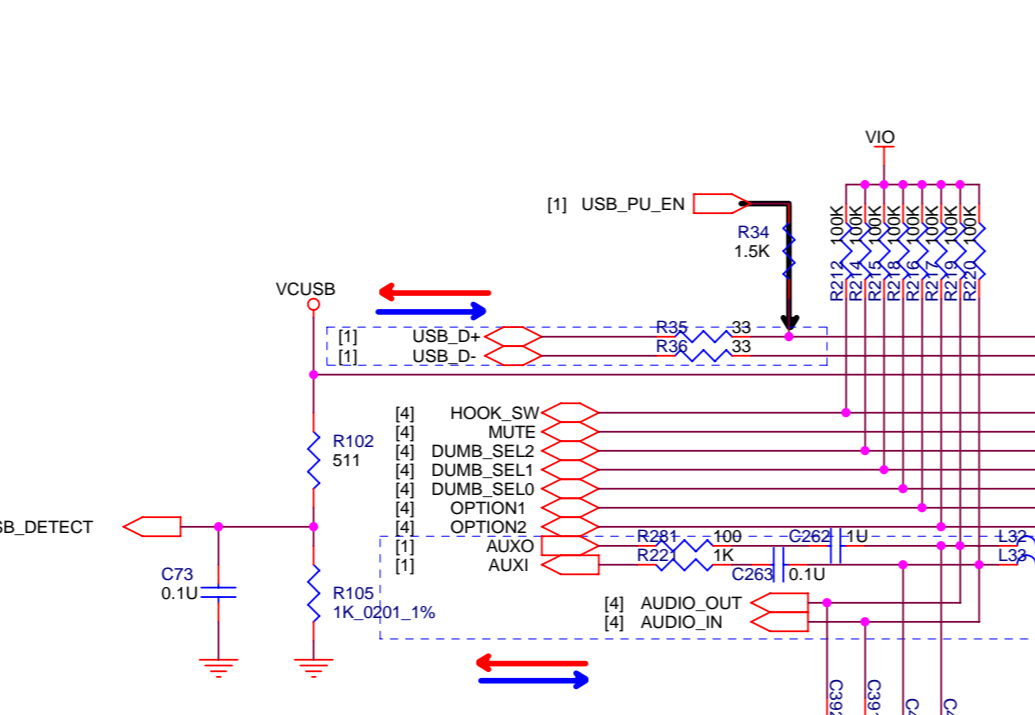 VIO
[1] USB_PU_EN
R34
1.5K
100K 100K 100K 100K 100K 100K 100K 100K
R212 R214 R215 R218 R216 R217 R219 R220
VCUSB
[1] USB_D+ R35 33
[1] USB_D- R36 33
[4] HOOK_SW
[4] MUTE
[4] DUMB_SEL2
[4] DUMB_SEL1
[4] DUMB_SEL0
[4] OPTION1
[4] OPTION2
R102
511
SB_DETECT
[1] AUXO R281 100 C262 1U L32
[1] AUXI R227 1K C263 0.1U L33
C73
0.1U
R105
1K_0201_1%
[4] AUDIO_OUT
[4] AUDIO_IN